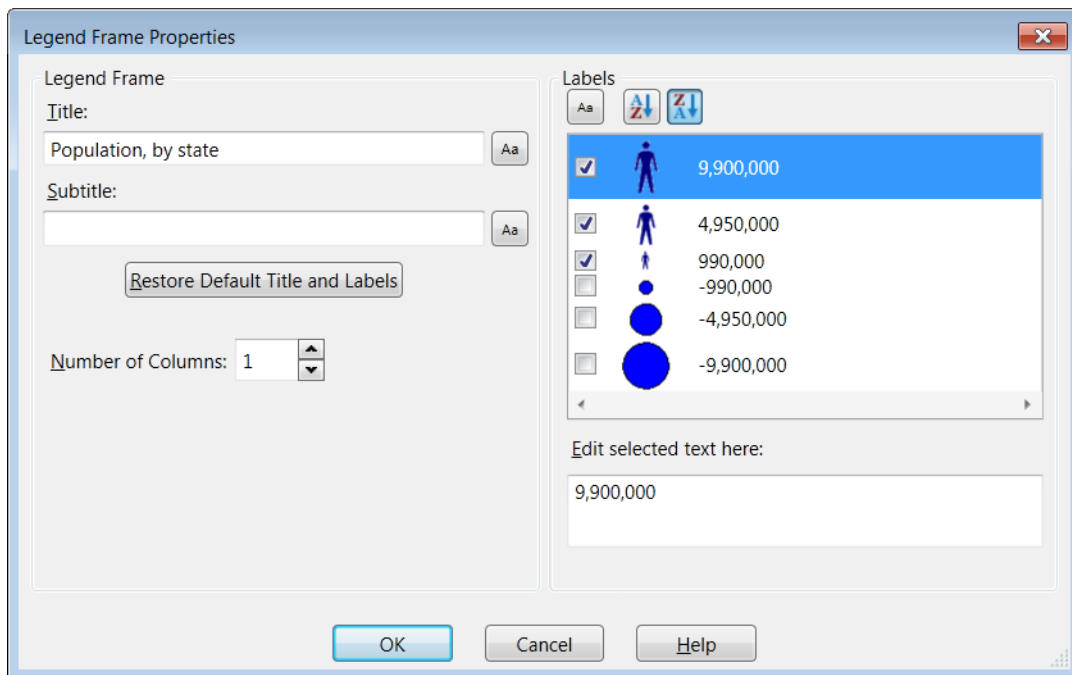 Legend Frame Properties
Legend Frame
Title:
Population, by state
Aa
Subtitle:
Aa
Restore Default Title and Labels
Number of Columns: 1
Labels
Aa
A Z
Z A
9,900,000
4,950,000
990,000
-990,000
-4,950,000
-9,900,000
Edit selected text here:
9,900,000
OK
Cancel
Help